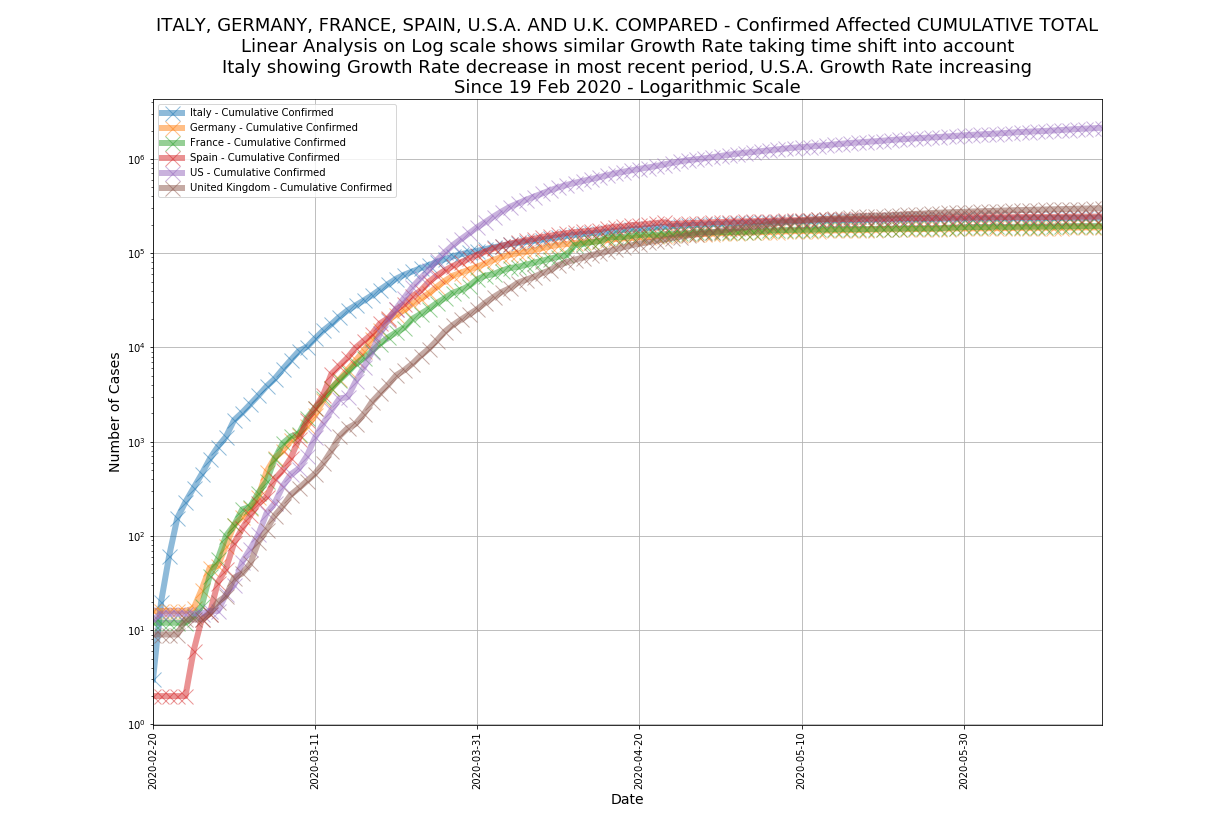 ITALY, GERMANY, FRANCE, SPAIN, U.S.A. AND U.K. COMPARED - Confirmed Affected CUMULATIVE TOTAL
Linear Analysis on Log scale shows similar Growth Rate taking time shift into account
Italy showing Growth Rate decrease in most recent period, U.S.A. Growth Rate increasing
Since 19 Feb 2020 - Logarithmic Scale
Italy - Cumulative Confirmed
Germany - Cumulative Confirmed
France - Cumulative Confirmed
Spain - Cumulative Confirmed
US - Cumulative Confirmed
United Kingdom - Cumulative Confirmed
Number of Cases
10⁶
10⁵
10⁴
10³
10²
10¹
10⁰
2020-02-20
2020-03-11
2020-03-31
2020-04-20
2020-05-10
2020-05-30
Date